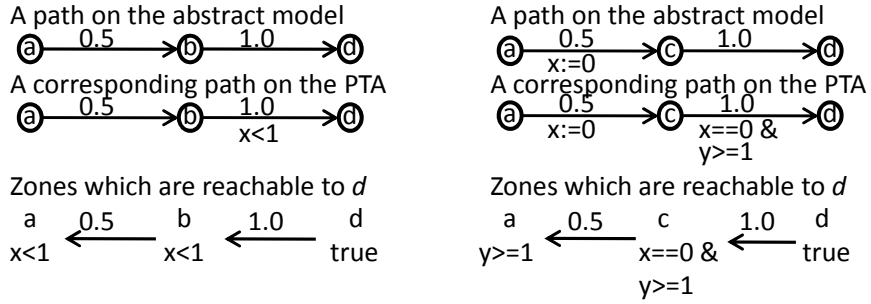 A path on the abstract model
0.5 1.0
a b d
A corresponding path on the PTA
0.5 1.0
a b d
x<1
Zones which are reachable to d
a 0.5 b 1.0 d
x<1 x<1 true
A path on the abstract model
0.5 1.0
a c d
x:=0
A corresponding path on the PTA
0.5 1.0
a c d
x:=0 x==0 &
y>=1
Zones which are reachable to d
a 0.5 c 1.0 d
y>=1 x==0 & true
y>=1